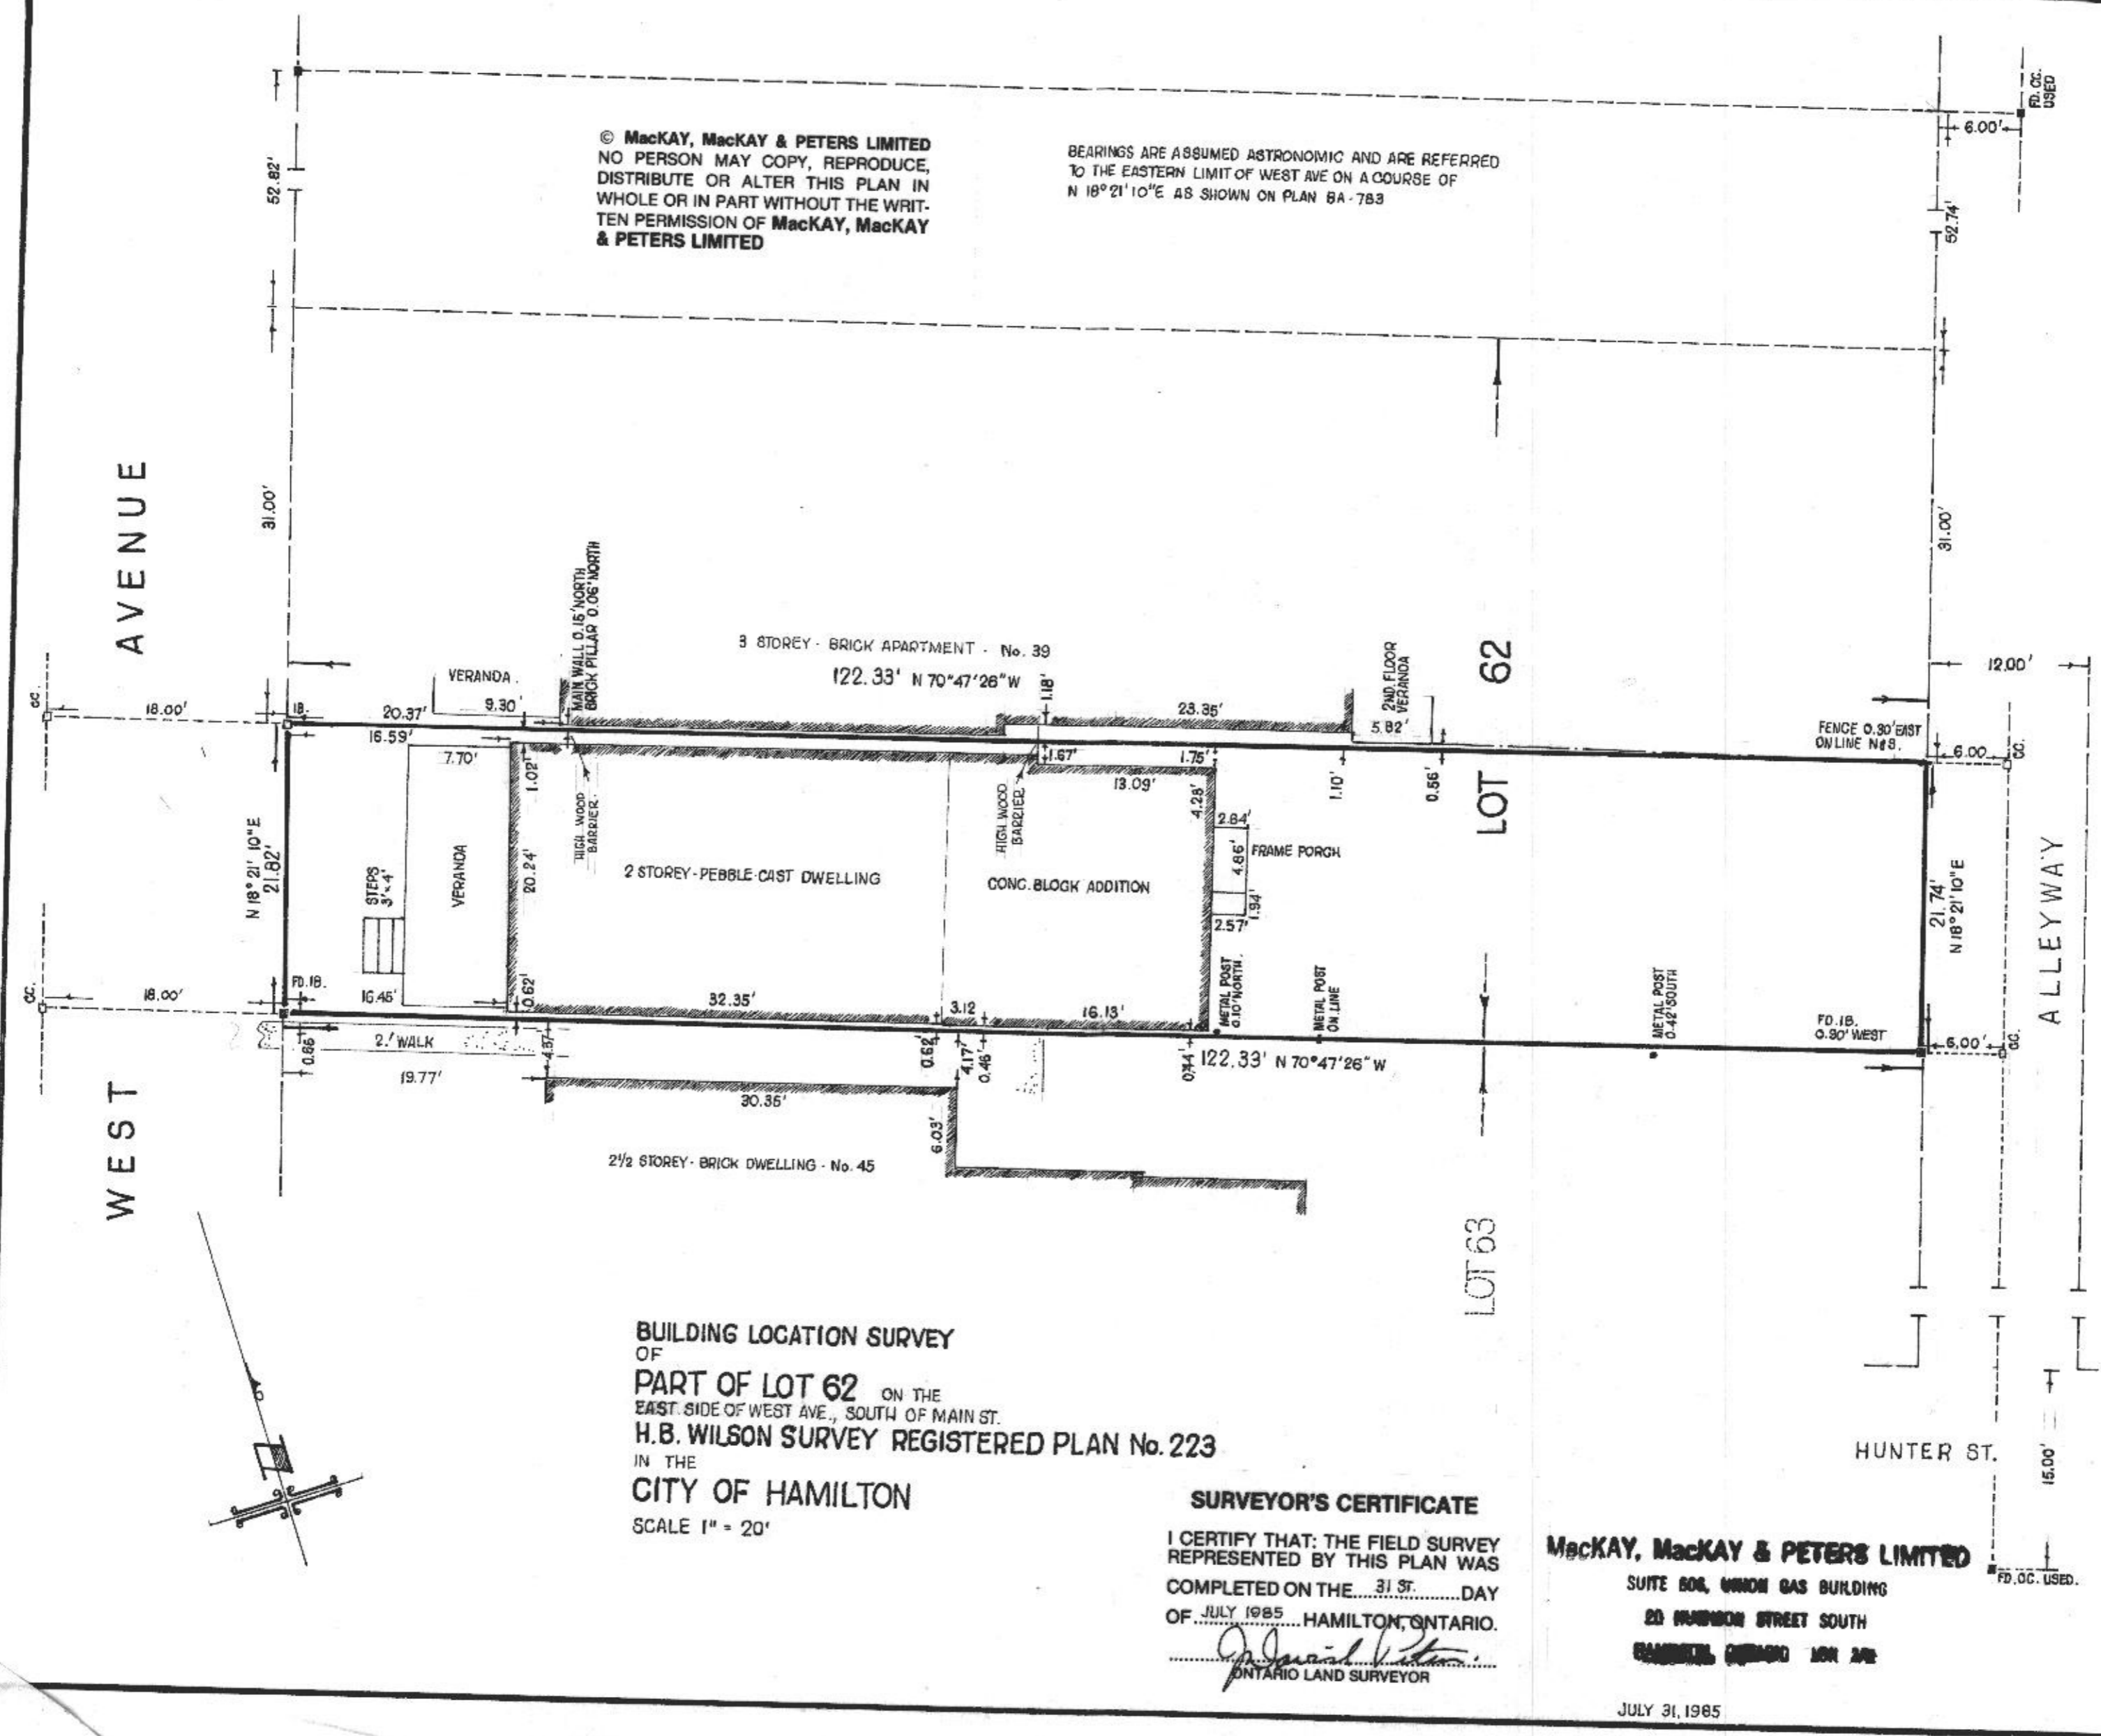 FD. CC.
USED
6.00'
52.82'
52.74'
© MacKAY, MacKAY & PETERS LIMITED
NO PERSON MAY COPY, REPRODUCE,
DISTRIBUTE OR ALTER THIS PLAN IN
WHOLE OR IN PART WITHOUT THE WRIT-
TEN PERMISSION OF MacKAY, MacKAY
& PETERS LIMITED
BEARINGS ARE ASSUMED ASTRONOMIC AND ARE REFERRED
TO THE EASTERN LIMIT OF WEST AVE ON A COURSE OF
N 18° 21' 10" E AS SHOWN ON PLAN BA-783
WEST AVENUE
31.00'
31.00'
MAIN WALL 0.15' NORTH
BRICK PILLAR 0.06' NORTH
3 STOREY - BRICK APARTMENT - No. 39
122.33' N 70° 47' 26" W
1.18'
VERANDA.
9.30'
20.37'
23.35'
2ND. FLOOR
VERANDA
5.82'
LOT 62
12.00'
CC.
18.00'
IB.
16.59'
7.70'
1.02'
HIGH WOOD
BARRIER.
HIGH WOOD
BARRIER.
1.67'
1.75'
13.09'
4.28'
1.10'
0.56'
FENCE 0.30' EAST
ON LINE N&S.
6.00
CC.
N 18° 21' 10" E
21.82'
STEPS
3'x4'
VERANDA
20.24'
2 STOREY-PEBBLE-CAST DWELLING
CONC. BLOCK ADDITION
2.64'
4.86'
FRAME PORCH
1.94'
2.57'
21.74'
N 18° 21' 10" E
ALLEYWAY
CC.
18.00'
FD. IB.
16.45'
0.62'
32.35'
3.12
16.13'
METAL POST
0.10' NORTH.
METAL POST
ON LINE
METAL POST
0.42' SOUTH
FD. IB.
0.30' WEST
6.00'
CC.
0.66'
2.' WALK
4.37'
0.62'
4.17'
0.46'
0.44'
122.33' N 70° 47' 26" W
19.77'
30.35'
6.03'
2½ STOREY - BRICK DWELLING - No. 45
LOT 63
BUILDING LOCATION SURVEY
OF
PART OF LOT 62 ON THE
EAST SIDE OF WEST AVE., SOUTH OF MAIN ST.
H.B. WILSON SURVEY REGISTERED PLAN No. 223
IN THE
CITY OF HAMILTON
SCALE 1" = 20'
HUNTER ST.
15.00'
FD. CC. USED.
SURVEYOR'S CERTIFICATE
I CERTIFY THAT: THE FIELD SURVEY
REPRESENTED BY THIS PLAN WAS
COMPLETED ON THE....31 ST.......DAY
OF..JULY 1985...HAMILTON, ONTARIO.
ONTARIO LAND SURVEYOR
MacKAY, MacKAY & PETERS LIMITED
SUITE 606, UNION GAS BUILDING
20 STREET SOUTH
JULY 31, 1985